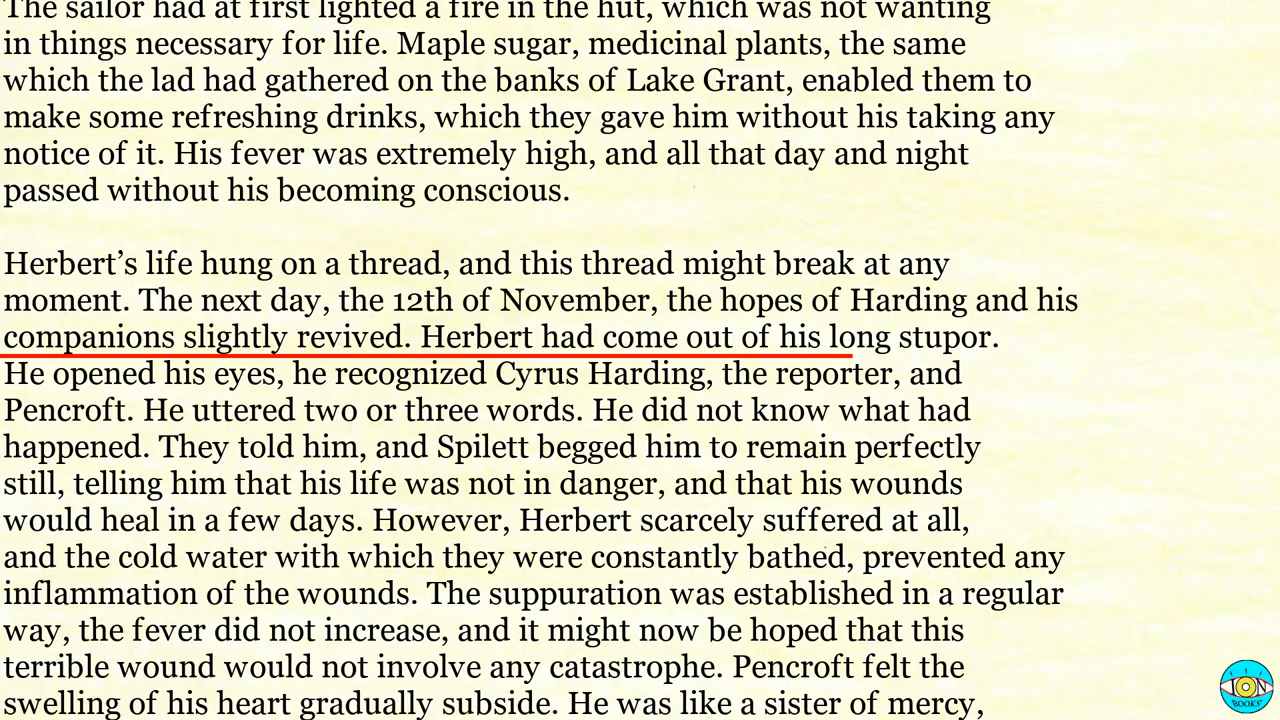 The sailor had at first lighted a fire in the hut, which was not wanting
in things necessary for life. Maple sugar, medicinal plants, the same
which the lad had gathered on the banks of Lake Grant, enabled them to
make some refreshing drinks, which they gave him without his taking any
notice of it. His fever was extremely high, and all that day and night
passed without his becoming conscious.
Herbert’s life hung on a thread, and this thread might break at any
moment. The next day, the 12th of November, the hopes of Harding and his
companions slightly revived. Herbert had come out of his long stupor.
He opened his eyes, he recognized Cyrus Harding, the reporter, and
Pencroft. He uttered two or three words. He did not know what had
happened. They told him, and Spilett begged him to remain perfectly
still, telling him that his life was not in danger, and that his wounds
would heal in a few days. However, Herbert scarcely suffered at all,
and the cold water with which they were constantly bathed, prevented any
inflammation of the wounds. The suppuration was established in a regular
way, the fever did not increase, and it might now be hoped that this
terrible wound would not involve any catastrophe. Pencroft felt the
swelling of his heart gradually subside. He was like a sister of mercy,
BOOKS